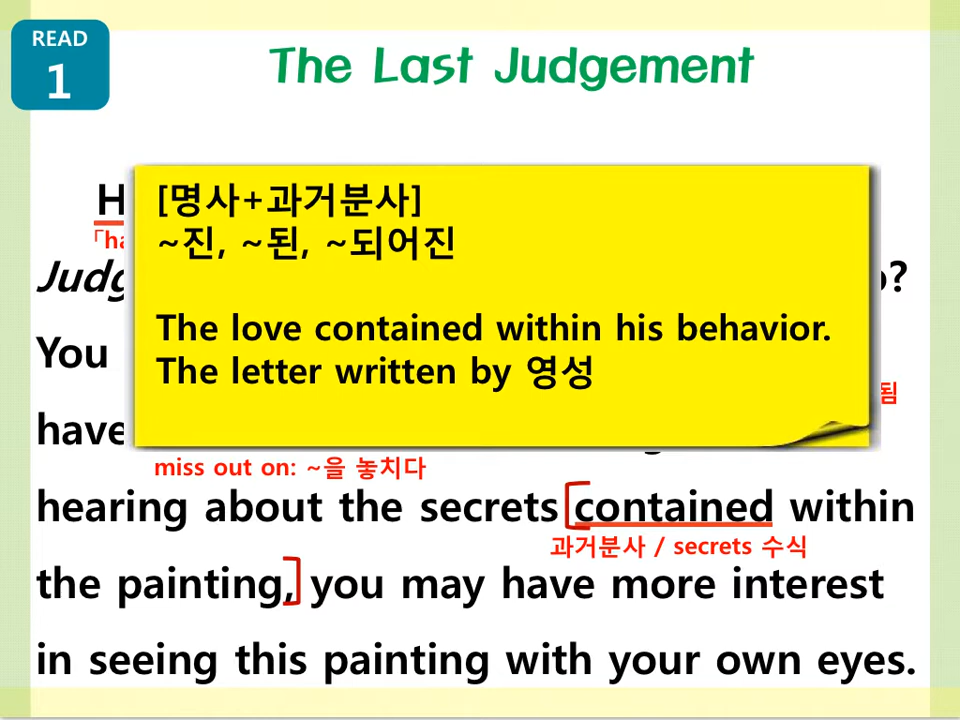 READ
1
The Last Judgement
[명사+과거분사]
~진, ~된, ~되어진
The love contained within his behavior.
The letter written by 영성
You
have
miss out on: ~을 놓치다
hearing about the secrets [contained within
과거분사 / secrets 수식
the painting,] you may have more interest
in seeing this painting with your own eyes.